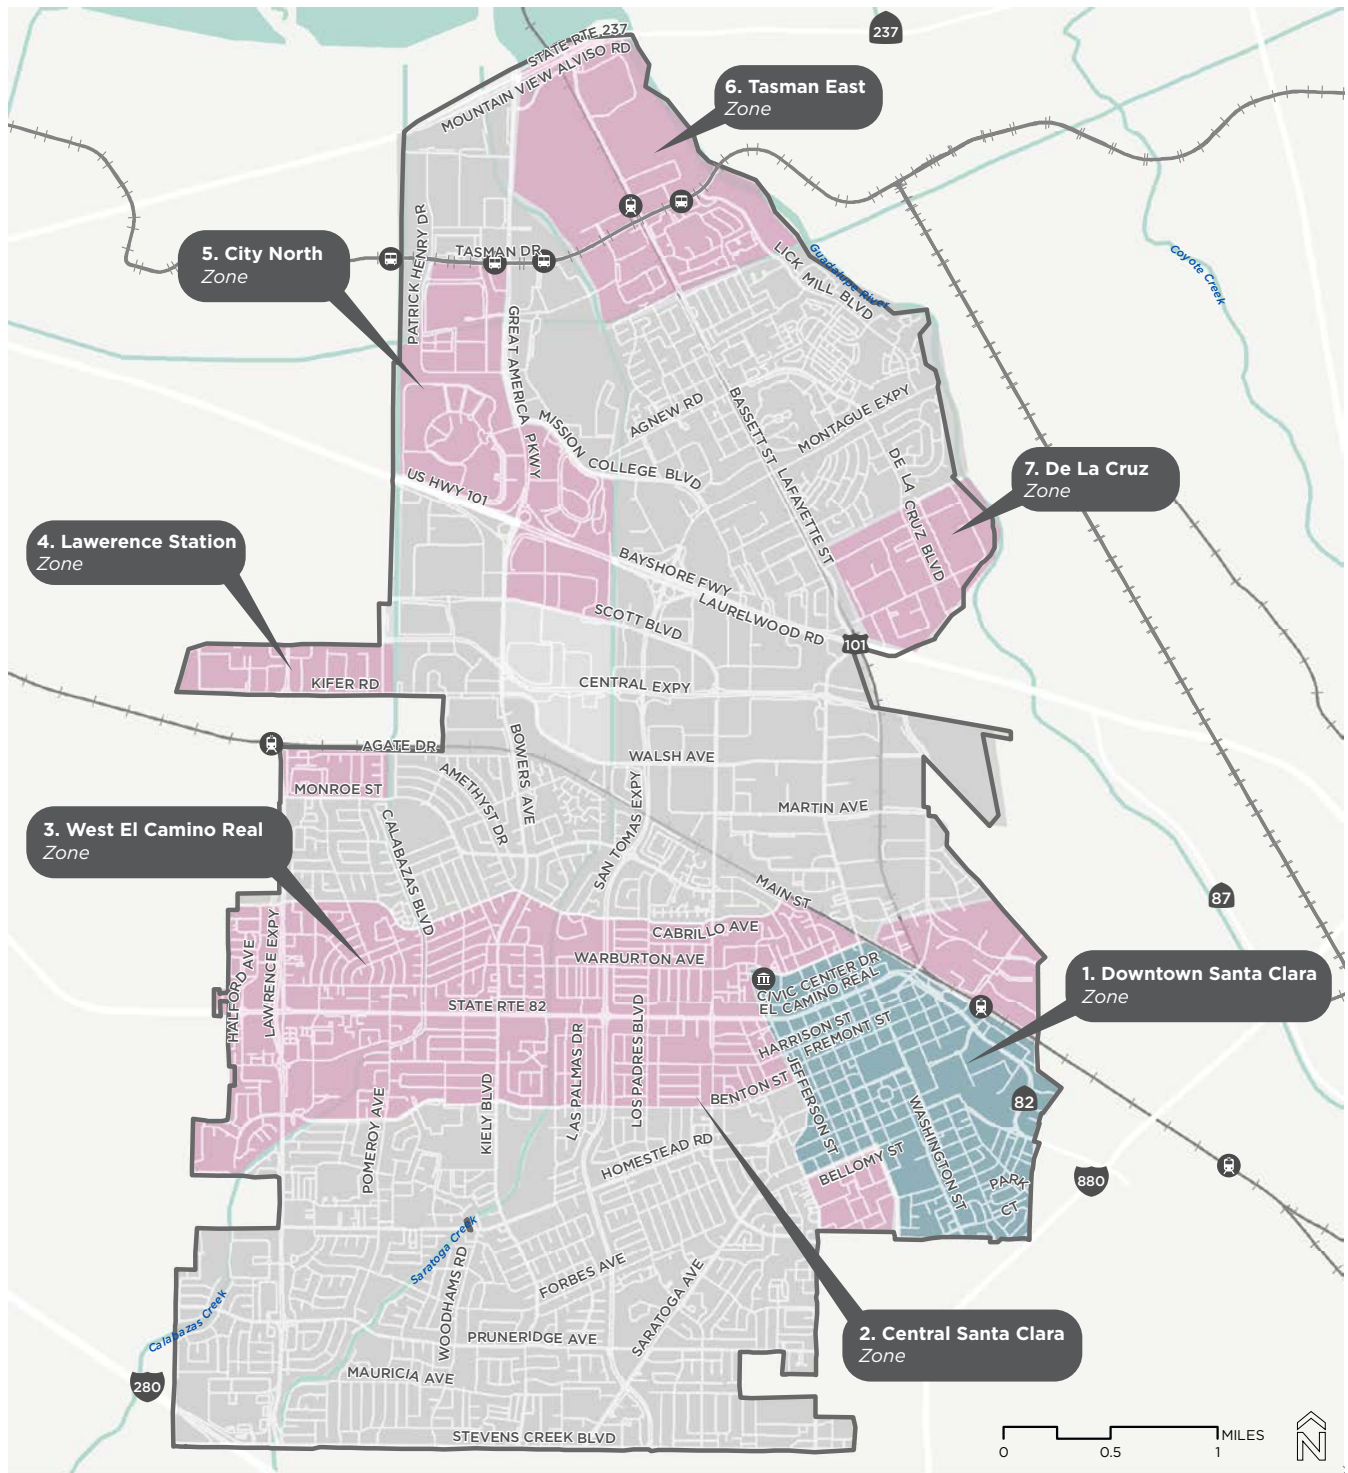 237
STATE RTE 237
MOUNTAIN VIEW ALVISO RD
6. Tasman East
Zone
5. City North
Zone
TASMAN DR
PATRICK HENRY DR
LICK MILL BLVD
Guadalupe River
Coyote Creek
GREAT AMERICA PKWY
MISSION COLLEGE BLVD
AGNEW RD
BASSETT ST
LAFAYETTE ST
MONTAGUE EXPY
DE LA CRUZ BLVD
7. De La Cruz
Zone
US HWY 101
4. Lawerence Station
Zone
BAYSHORE FWY
LAURELWOOD RD
SCOTT BLVD
101
KIFER RD
CENTRAL EXPY
AGATE DR
BOWERS AVE
WALSH AVE
MONROE ST
AMETHYST DR
SAN TOMAS EXPY
MARTIN AVE
3. West El Camino Real
Zone
CALABAZAS BLVD
MAIN ST
87
CABRILLO AVE
WARBURTON AVE
HALFORD AVE
LAWRENCE EXPY
CIVIC CENTER DR
EL CAMINO REAL
1. Downtown Santa Clara
Zone
STATE RTE 82
HARRISON ST
FREMONT ST
LAS PALMAS DR
LOS PADRES BLVD
BENTON ST
JEFFERSON ST
82
POMEROY AVE
KIELY BLVD
HOMESTEAD RD
BELLOMY ST
WASHINGTON ST
PARK CT
880
Saratoga Creek
WOODHAMS RD
FORBES AVE
SARATOGA AVE
Calabazas Creek
PRUNERIDGE AVE
2. Central Santa Clara
Zone
MAURICIA AVE
280
STEVENS CREEK BLVD
MILES
0 0.5 1
N